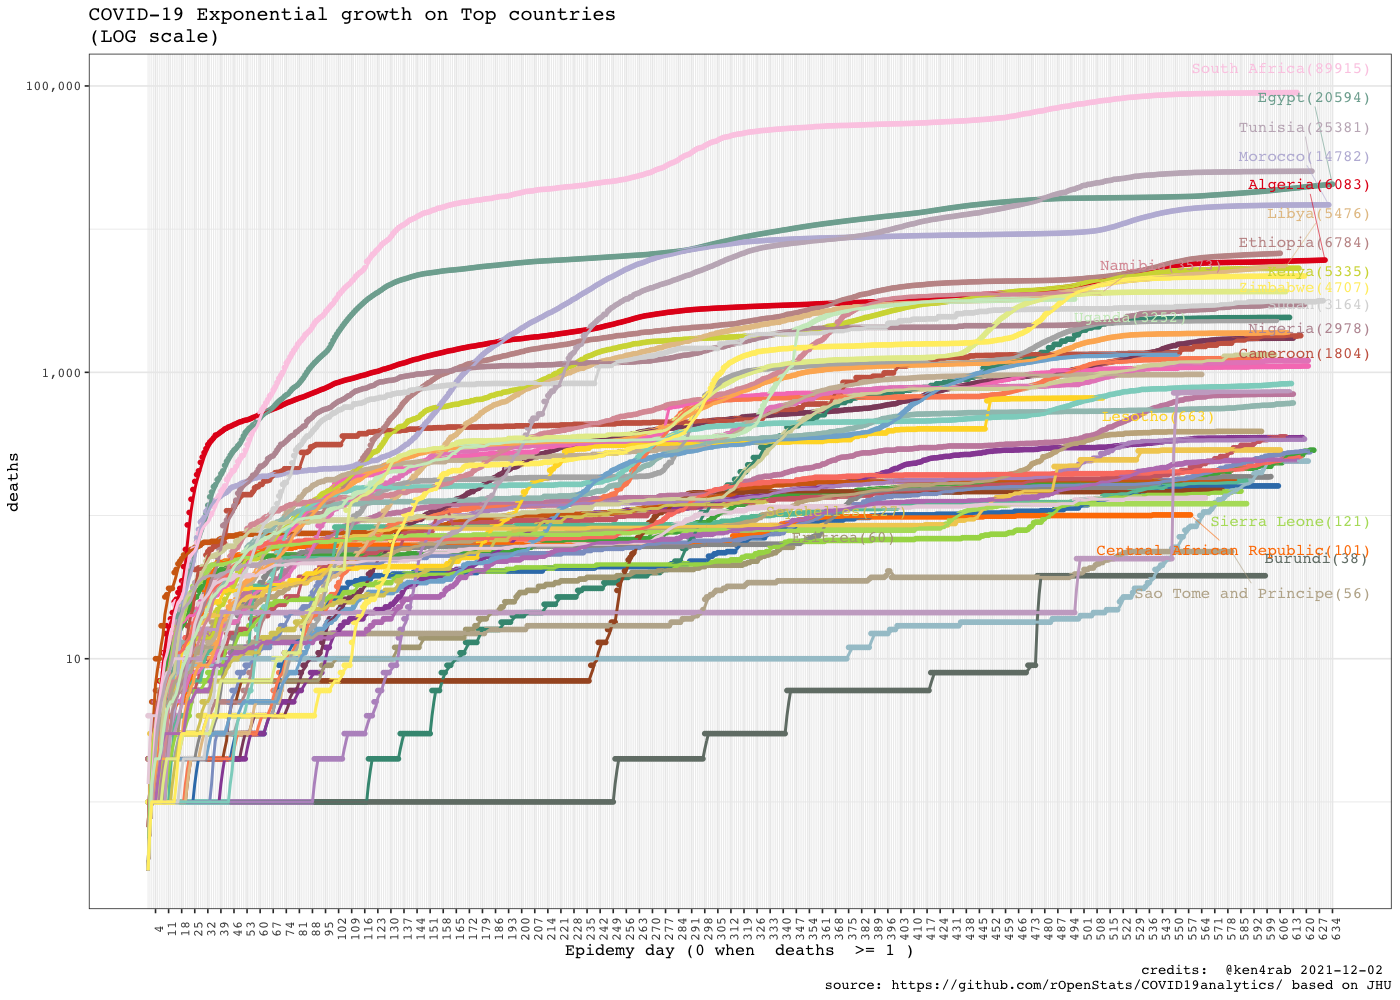 COVID-19 Exponential growth on Top countries
(LOG scale)
100,000
1,000
10
deaths
South Africa(89915)
Egypt(20594)
Tunisia(25381)
Morocco(14782)
Algeria(6083)
Libya(5476)
Ethiopia(6784)
Namibia(3573)
Kenya(5335)
Zimbabwe(4707)
Sudan(3164)
Uganda(3252)
Nigeria(2978)
Cameroon(1804)
Lesotho(663)
Sierra Leone(121)
Eritrea(60)
Central African Republic(101)
Burundi(38)
Sao Tome and Principe(56)
4 11 18 25 32 39 46 53 60 67 74 81 88 95 102 109 116 123 130 137 144 151 158 165 172 179 186 193 200 207 214 221 228 235 242 249 256 263 270 277 284 291 298 305 312 319 326 333 340 347 354 361 368 375 382 389 396 403 410 417 424 431 438 445 452 459 466 473 480 487 494 501 508 515 522 529 536 543 550 557 564 571 578 585 592 599 606 613 620 627 634
Epidemy day (0 when  deaths  >= 1 )
credits:  @ken4rab 2021-12-02
source: https://github.com/rOpenStats/COVID19analytics/ based on JHU